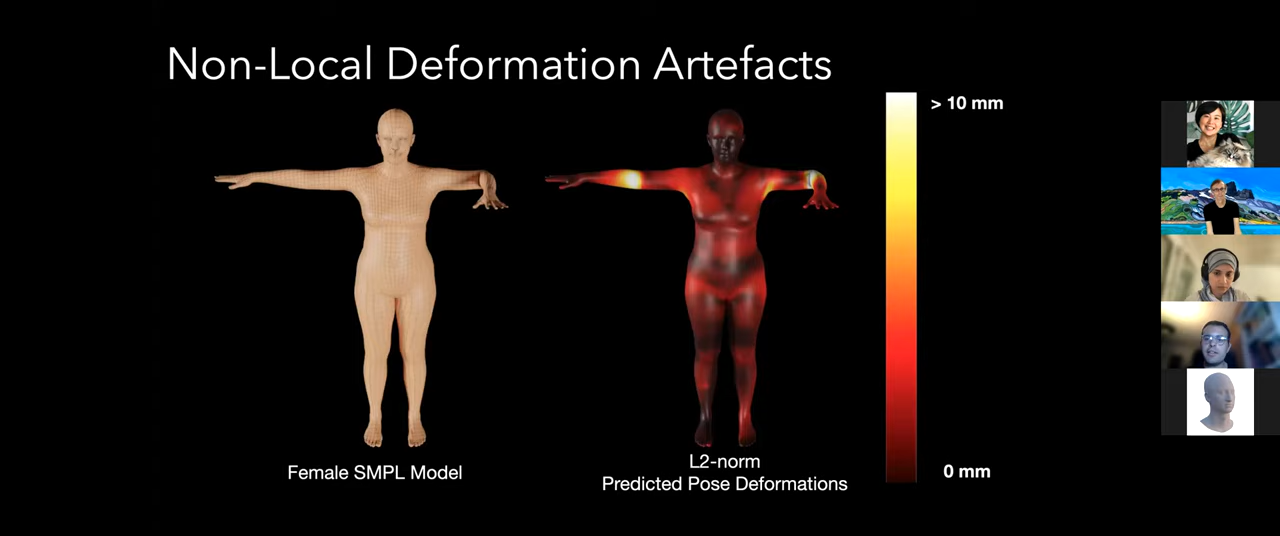 Non-Local Deformation Artefacts
> 10 mm
0 mm
Female SMPL Model
L2-norm
Predicted Pose Deformations